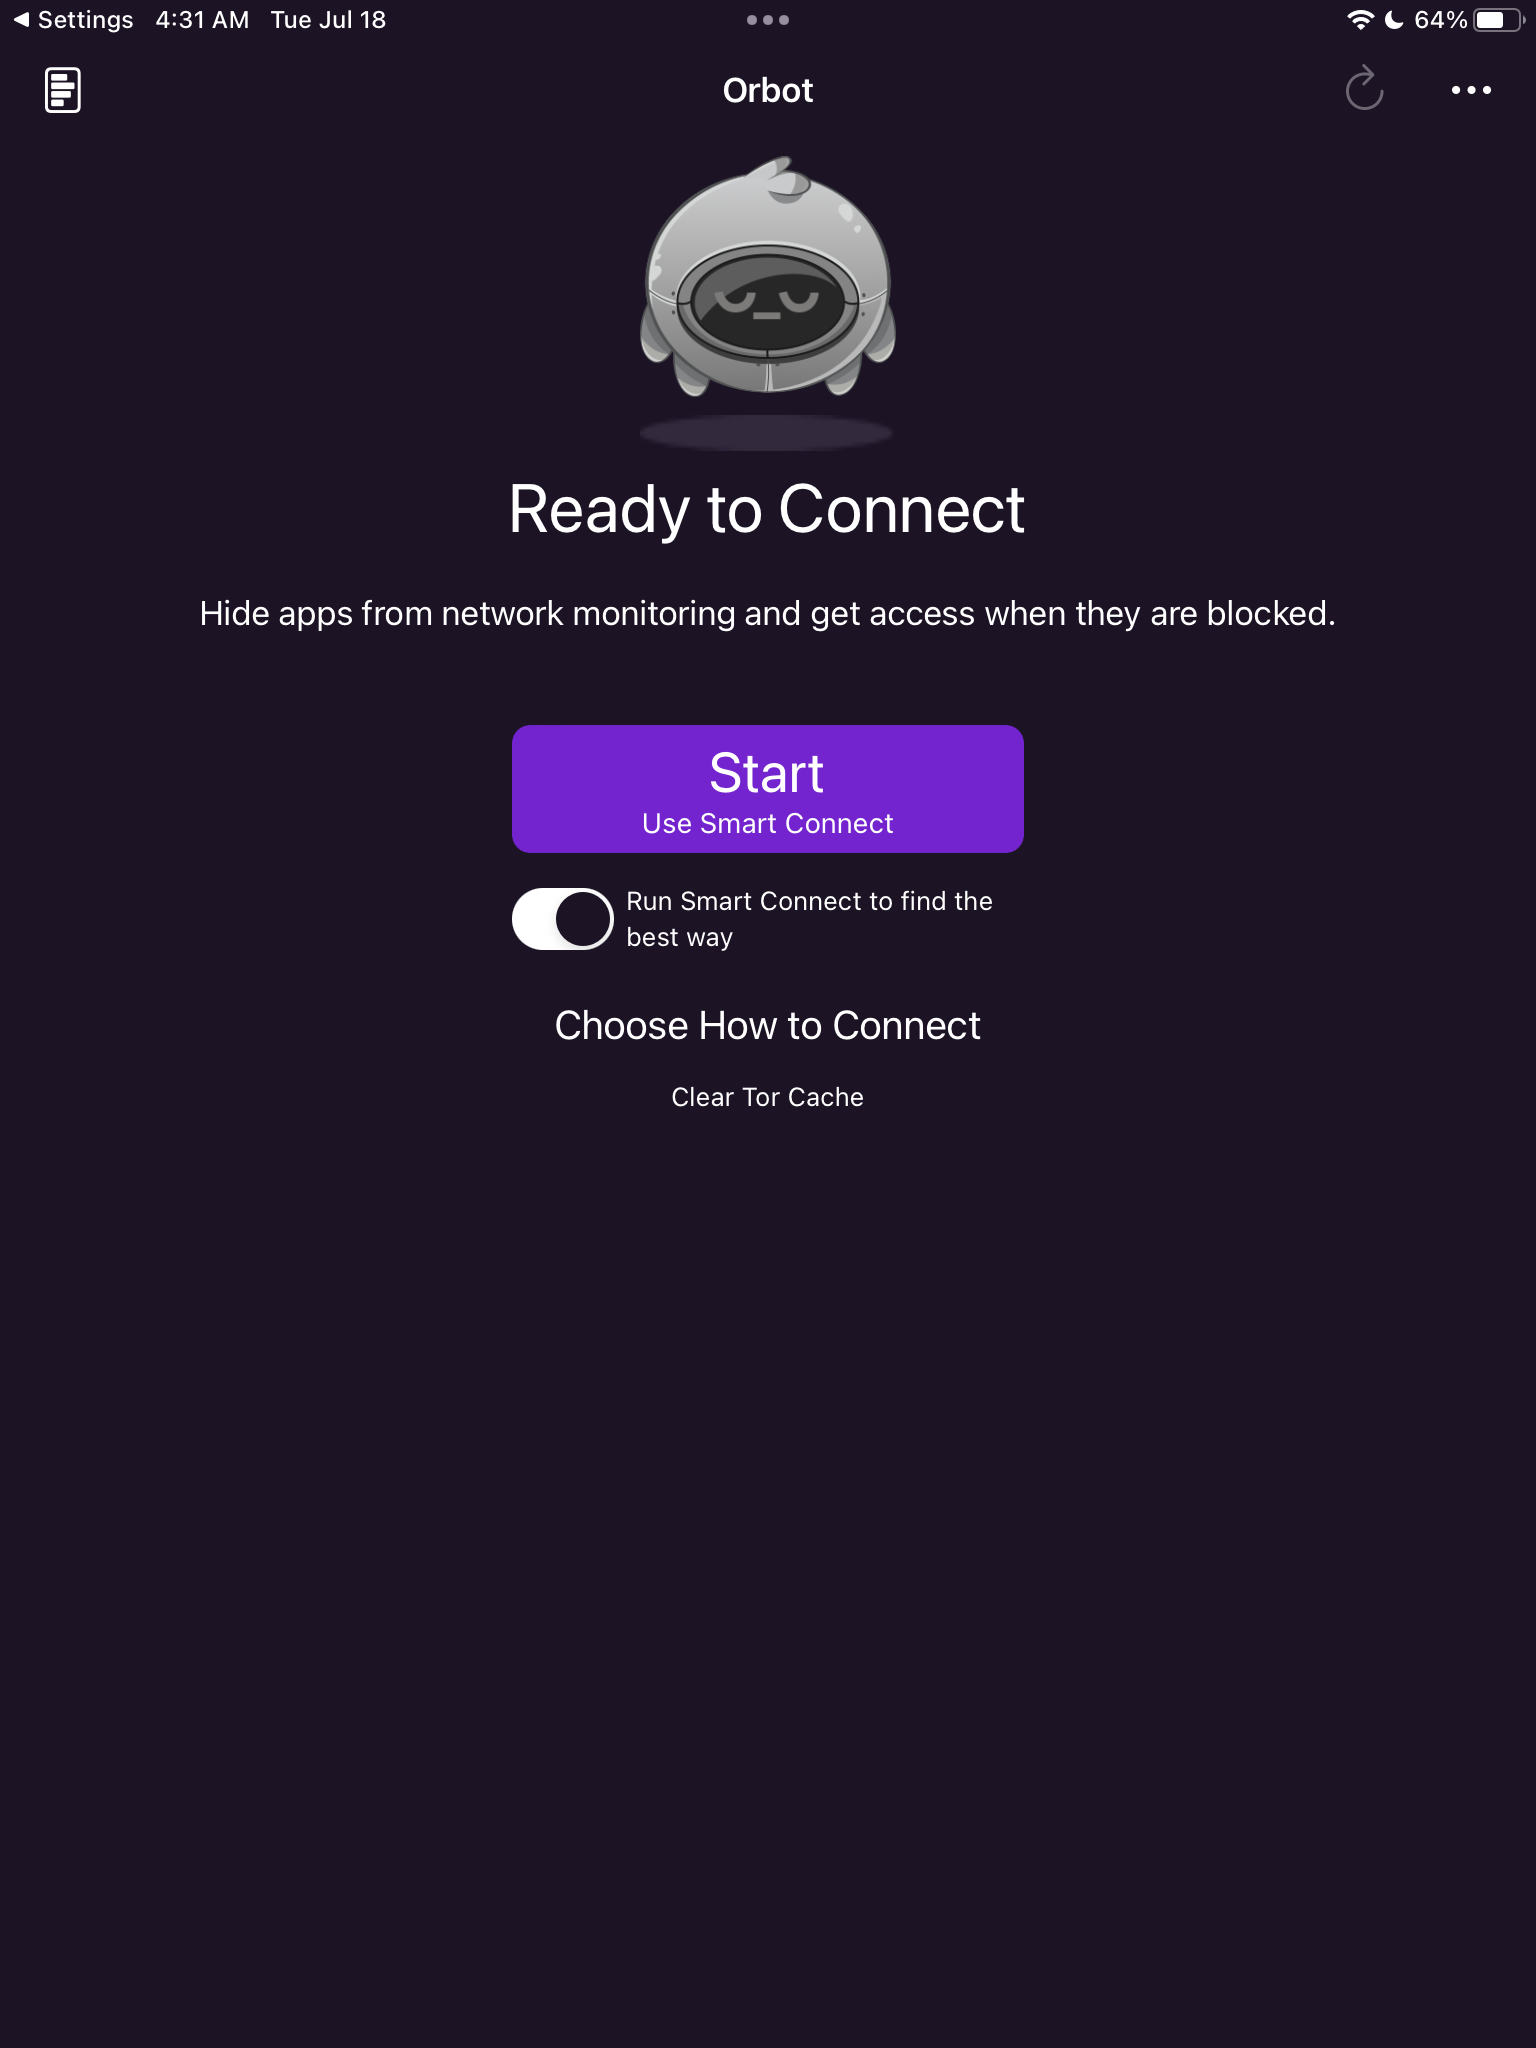 Settings 4:31 AM Tue Jul 18 64%
Orbot
Ready to Connect
Hide apps from network monitoring and get access when they are blocked.
Start
Use Smart Connect
Run Smart Connect to find the
best way
Choose How to Connect
Clear Tor Cache